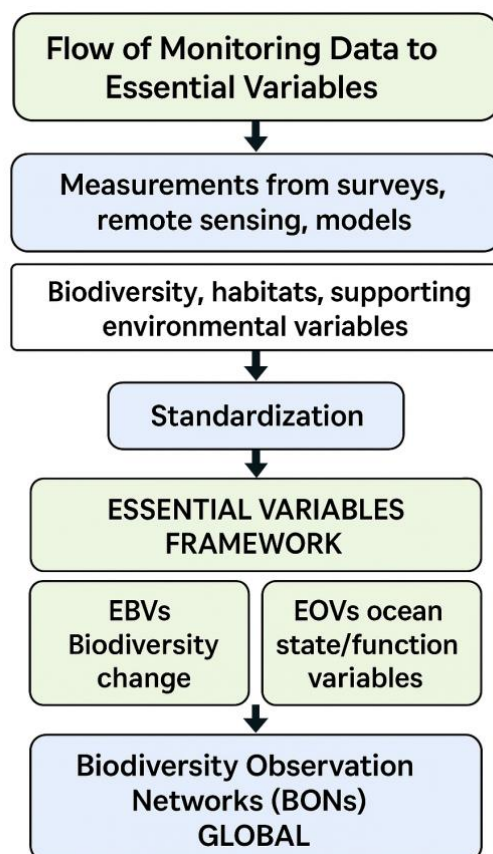 Flow of Monitoring Data to
Essential Variables
Measurements from surveys,
remote sensing, models
Biodiversity, habitats, supporting
environmental variables
Standardization
ESSENTIAL VARIABLES
FRAMEWORK
EBVs
Biodiversity
change
EOVs ocean
state/function
variables
Biodiversity Observation
Networks (BONs)
GLOBAL